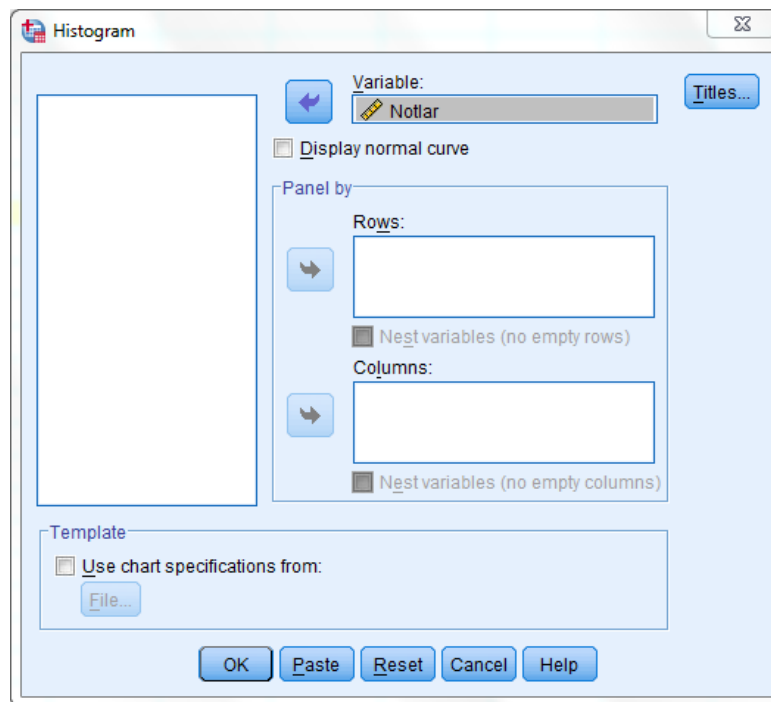 Histogram
Variable:
Titles...
Notlar
Display normal curve
Panel by
Rows:
Nest variables (no empty rows)
Columns:
Nest variables (no empty columns)
Template
Use chart specifications from:
File...
OK Paste Reset Cancel Help